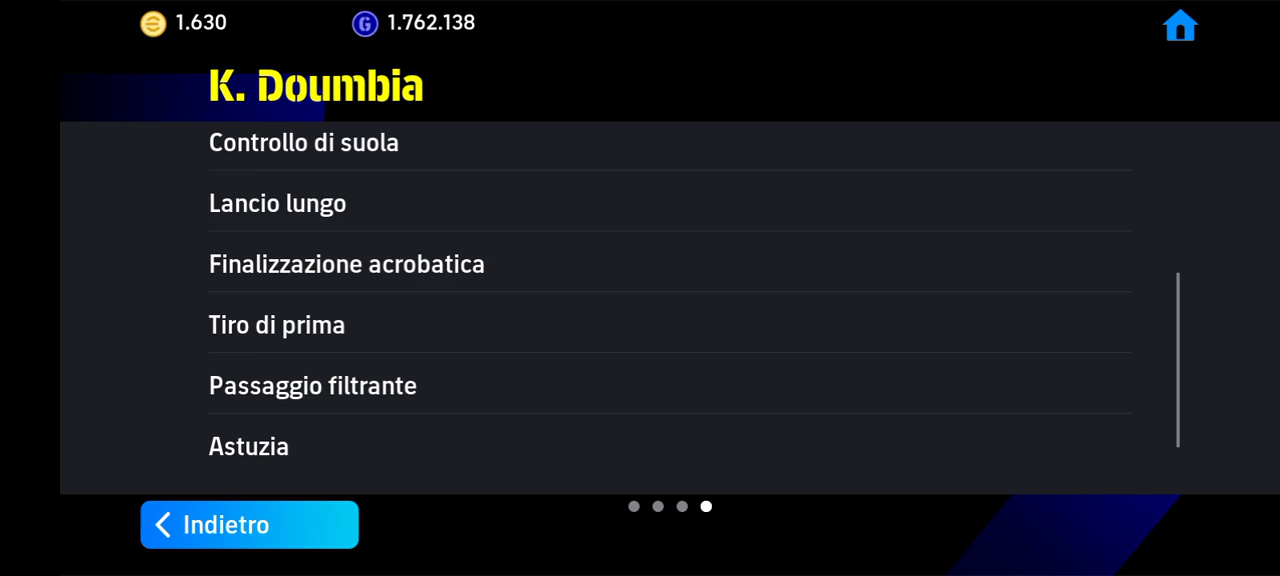 1.630
1.762.138
K. Doumbia
Controllo di suola
Lancio lungo
Finalizzazione acrobatica
Tiro di prima
Passaggio filtrante
Astuzia
Indietro